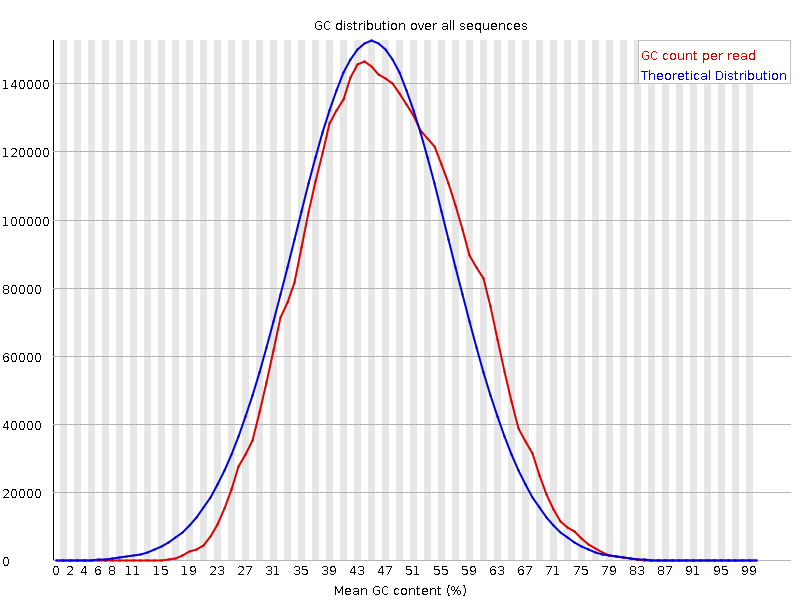 GC distribution over all sequences
GC count per read
Theoretical Distribution
140000
120000
100000
80000
60000
40000
20000
0
0 2 4 6 8 11 15 19 23 27 31 35 39 43 47 51 55 59 63 67 71 75 79 83 87 91 95 99
Mean GC content (%)